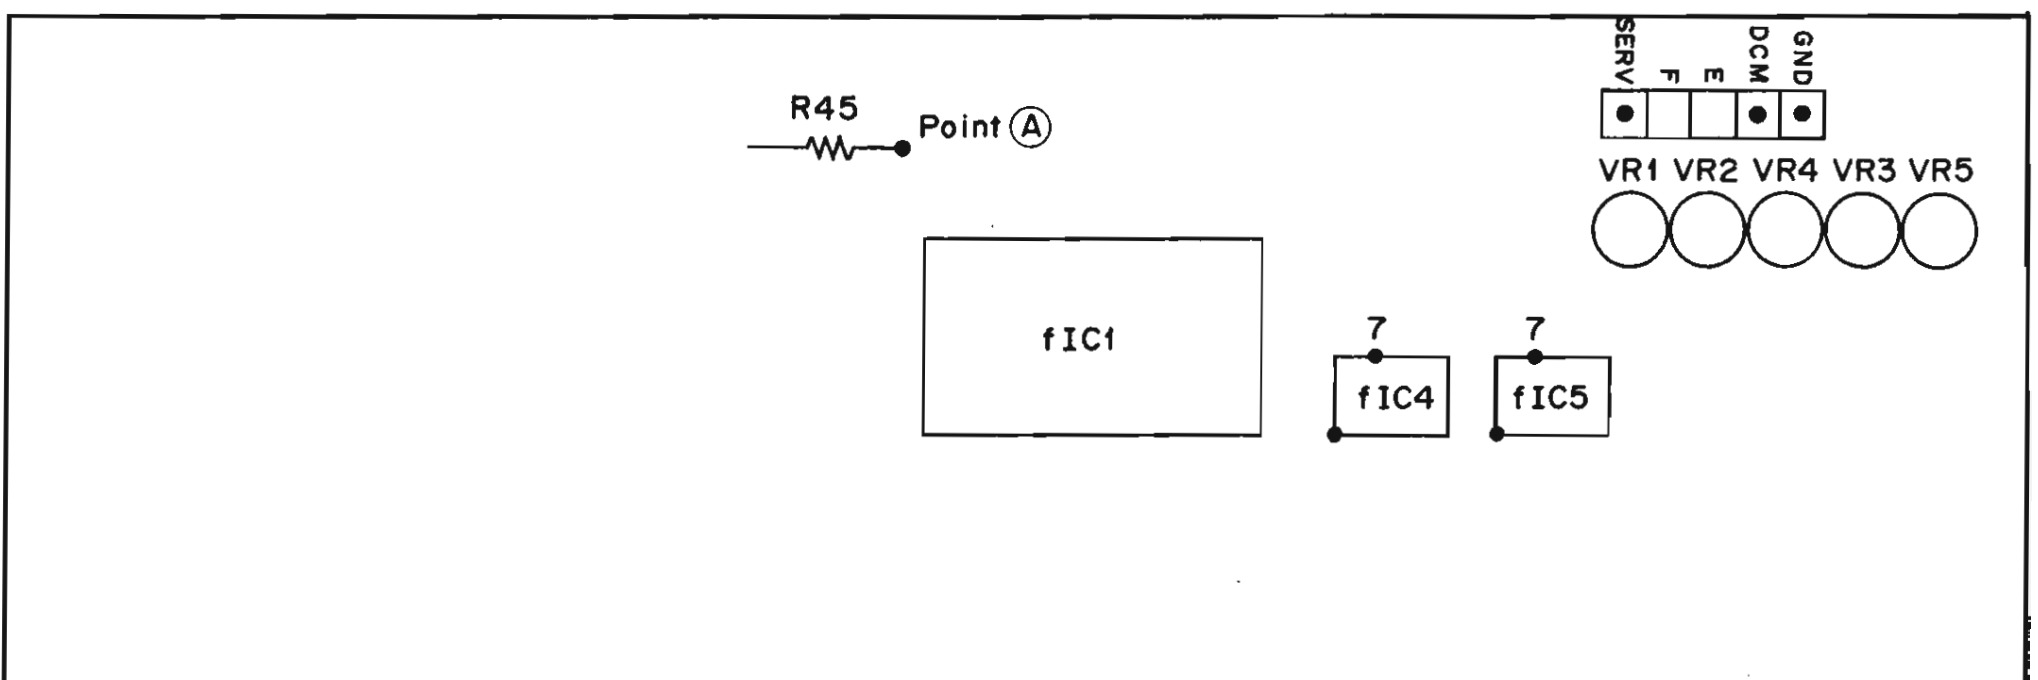 SERV F E DCM GND
R45
Point A
VR1 VR2 VR4 VR3 VR5
7 7
fIC1
fIC4 fIC5